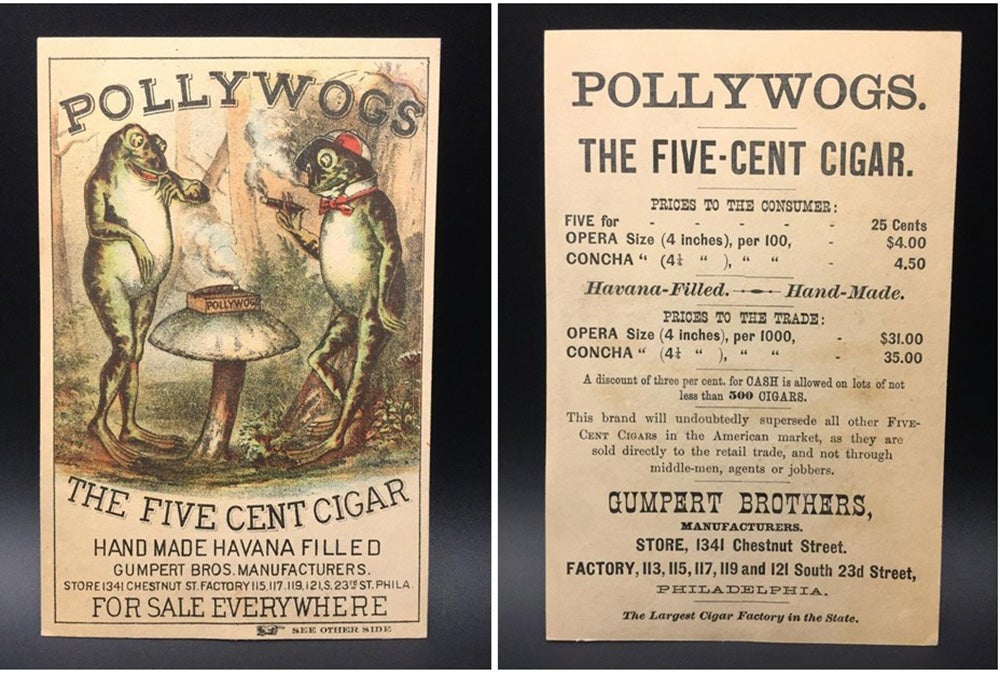 POLLYWOGS
POLLYWOGS
THE FIVE CENT CIGAR
HAND MADE HAVANA FILLED
GUMPERT BROS. MANUFACTURERS.
STORE 1341 CHESTNUT ST. FACTORY 115. 117. 119. 121. S. 23RD ST. PHILA.
FOR SALE EVERYWHERE
SEE OTHER SIDE
POLLYWOGS.
THE FIVE-CENT CIGAR.
PRICES TO THE CONSUMER:
FIVE for - - - - - 25 Cents
OPERA Size (4 inches), per 100, - $4.00
CONCHA " (4¼ " ), " " - 4.50
Havana-Filled. — Hand-Made.
PRICES TO THE TRADE:
OPERA Size (4 inches), per 1000, - $31.00
CONCHA " (4¼ " ), " " - 35.00
A discount of three per cent. for CASH is allowed on lots of not
less than 500 CIGARS.
This brand will undoubtedly supersede all other FIVE-
CENT CIGARS in the American market, as they are
sold directly to the retail trade, and not through
middle-men, agents or jobbers.
GUMPERT BROTHERS,
MANUFACTURERS.
STORE, 1341 Chestnut Street.
FACTORY, 113, 115, 117, 119 and 121 South 23d Street,
PHILADELPHIA.
The Largest Cigar Factory in the State.